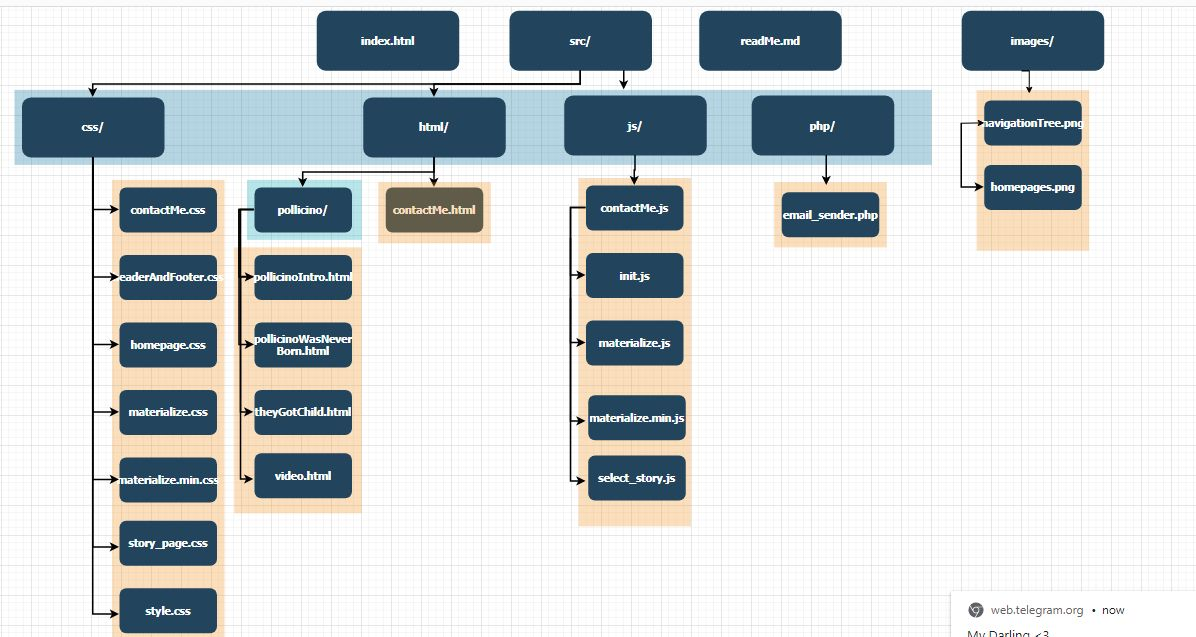 index.htnl
src/
readMe.md
images/
css/
html/
js/
php/
navigationTree.png
homepages.png
contactMe.css
eaderAndFooter.css
homepage.css
materialize.css
materialize.min.css
story_page.css
style.css
pollicino/
contactMe.html
pollicinoIntro.html
pollicinoWasNever
Born.html
theyGotChild.html
video.html
contactMe.js
init.js
materialize.js
materialize.min.js
select_story.js
email_sender.php
web.telegram.org • now
My Darling <3